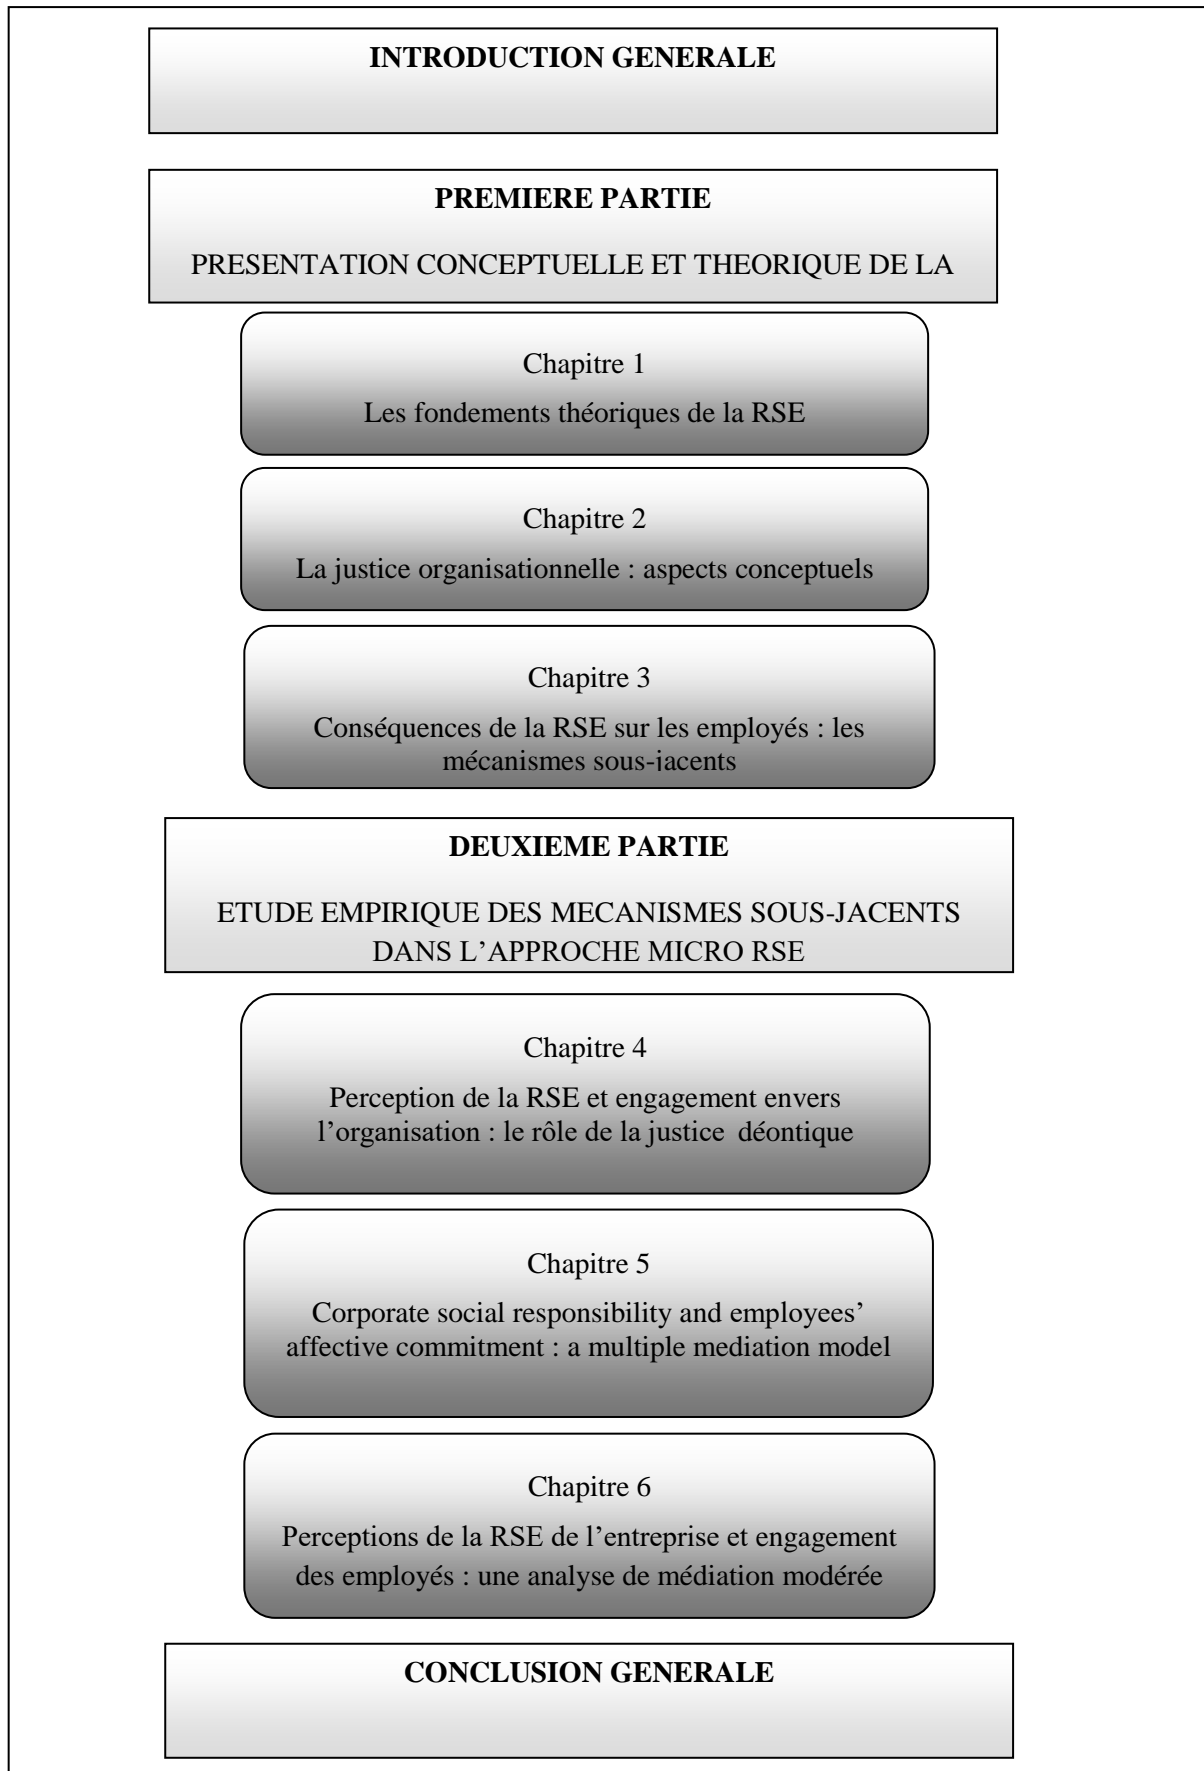 INTRODUCTION GENERALE
PREMIERE PARTIE
PRESENTATION CONCEPTUELLE ET THEORIQUE DE LA
Chapitre 1
Les fondements théoriques de la RSE
Chapitre 2
La justice organisationnelle : aspects conceptuels
Chapitre 3
Conséquences de la RSE sur les employés : les
mécanismes sous-jacents
DEUXIEME PARTIE
ETUDE EMPIRIQUE DES MECANISMES SOUS-JACENTS
DANS L’APPROCHE MICRO RSE
Chapitre 4
Perception de la RSE et engagement envers
l’organisation : le rôle de la justice déontique
Chapitre 5
Corporate social responsibility and employees’
affective commitment : a multiple mediation model
Chapitre 6
Perceptions de la RSE de l’entreprise et engagement
des employés : une analyse de médiation modérée
CONCLUSION GENERALE